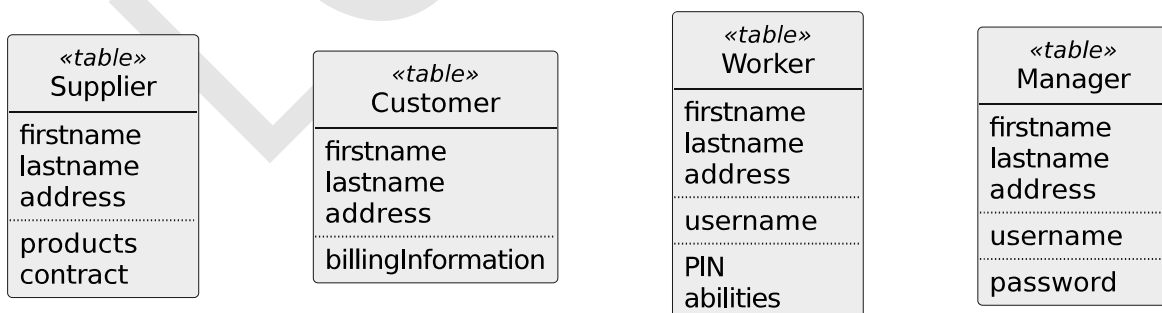 «table»
Supplier
firstname
lastname
address
products
contract
«table»
Customer
firstname
lastname
address
billingInformation
«table»
Worker
firstname
lastname
address
username
PIN
abilities
«table»
Manager
firstname
lastname
address
username
password